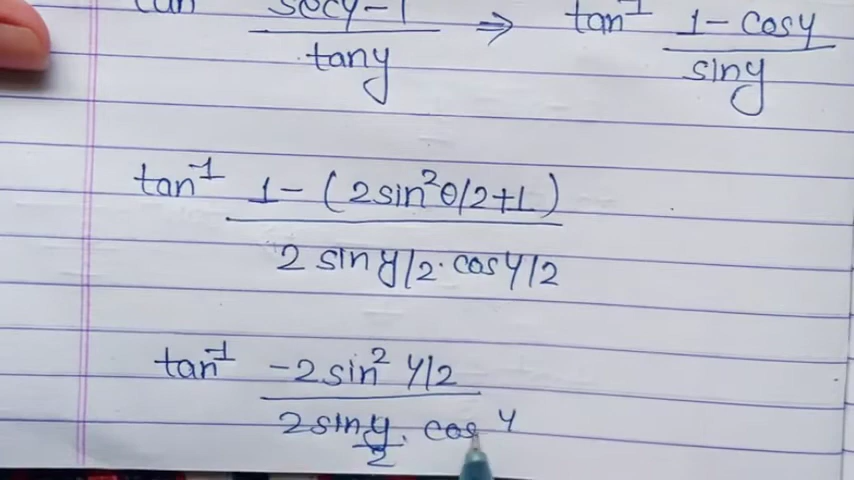 tan secy-1 / tany ⇒ tan⁻¹ 1-cosy / siny
tan⁻¹ 1-(2sin²θ/2+1) / 2 siny/2·cosy/2
tan⁻¹ -2sin² y/2 / 2sin y/2 · cos y